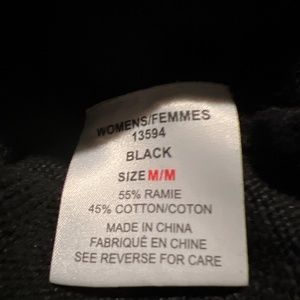 WOMENS/FEMMES
13594
BLACK
SIZE M/M
55% RAMIE
45% COTTON/COTON
MADE IN CHINA
FABRIQUÉ EN CHINE
SEE REVERSE FOR CARE